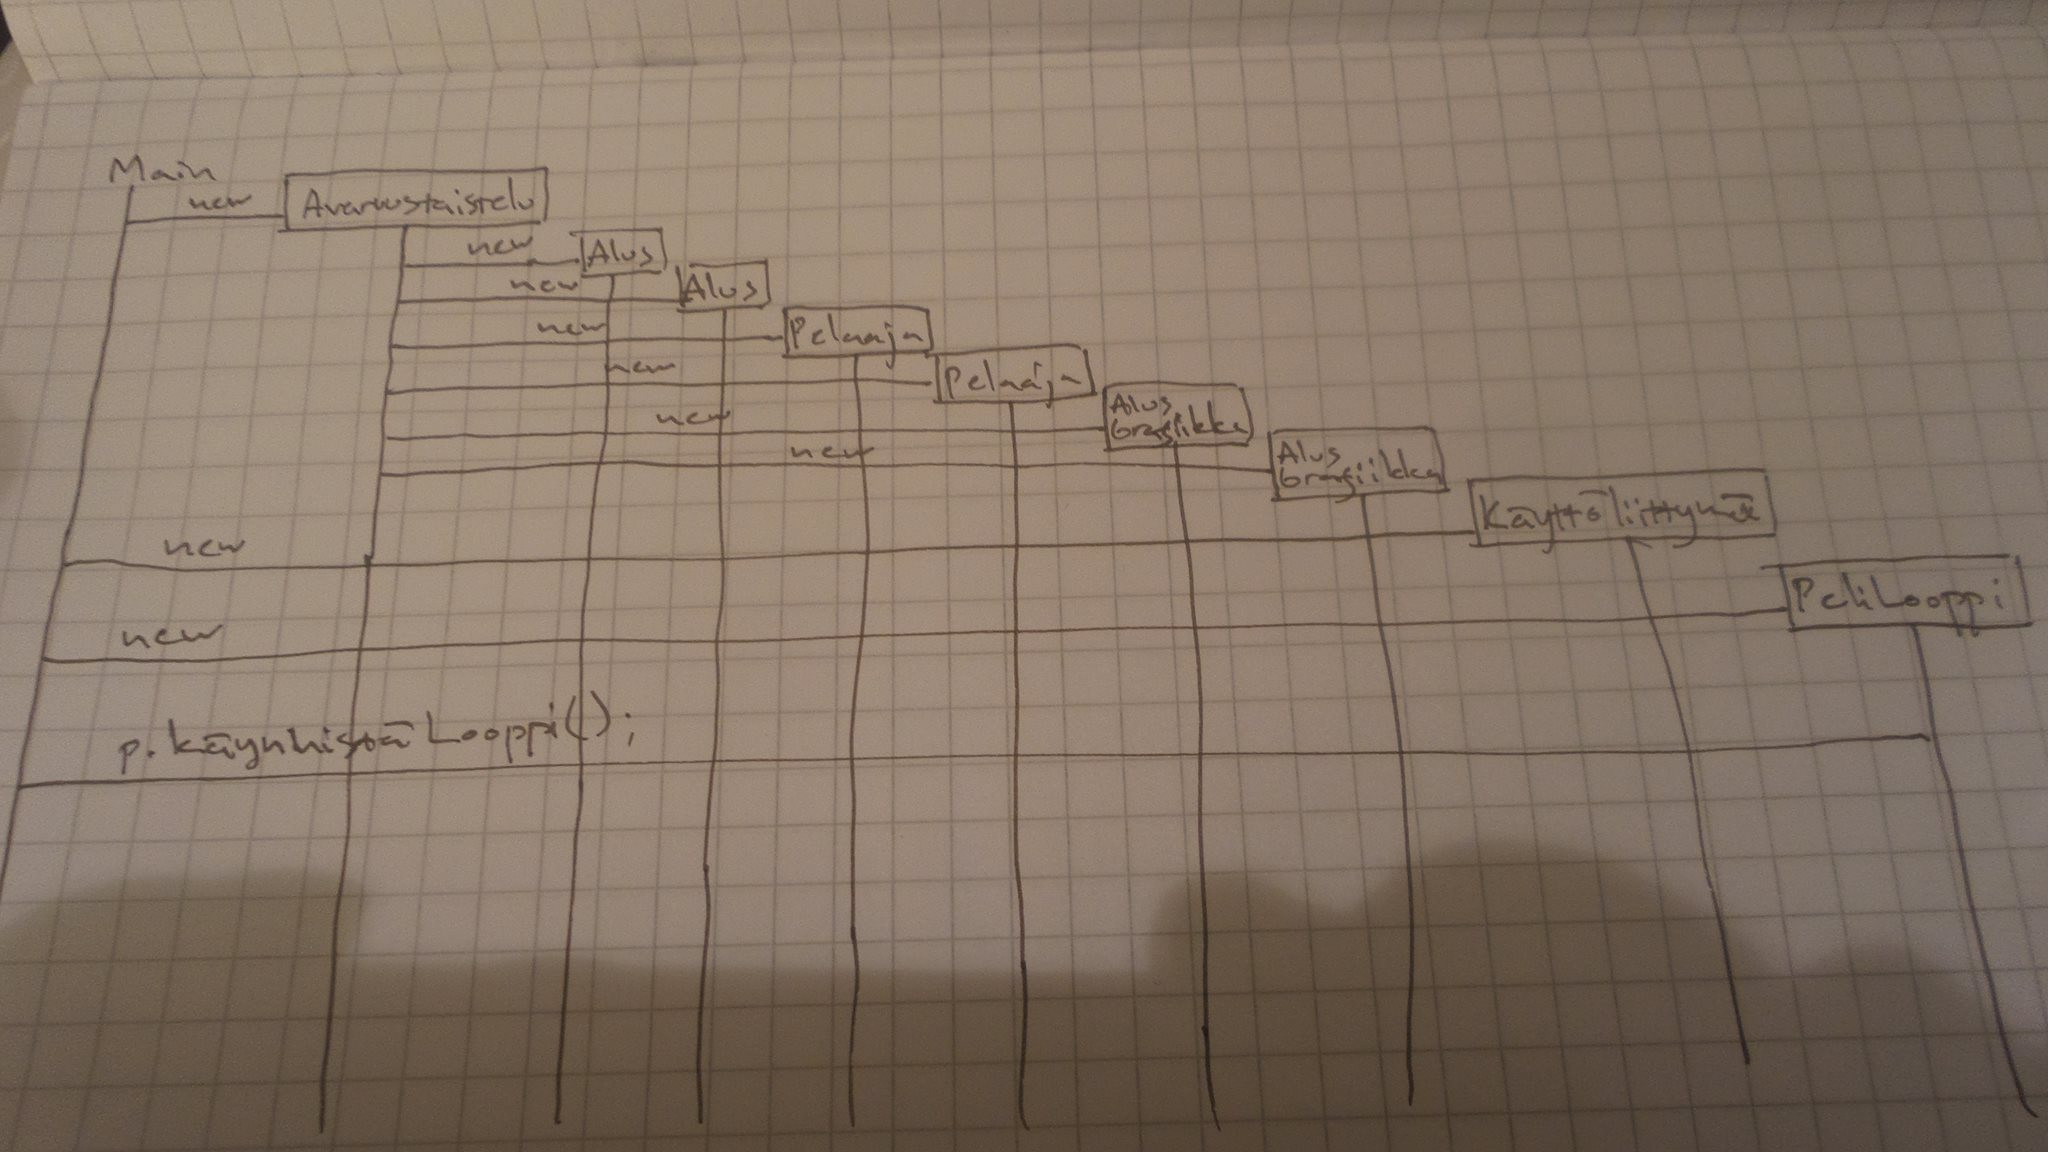 Main
new
Avaruustaistelu
new
Alus
new
Alus
new
Pelaaja
new
Pelaaja
new
Alus
Grafiikka
new
Alus
Grafiikka
new
Käyttöliittymä
new
PeliLooppi
p.käynnistäLooppi();